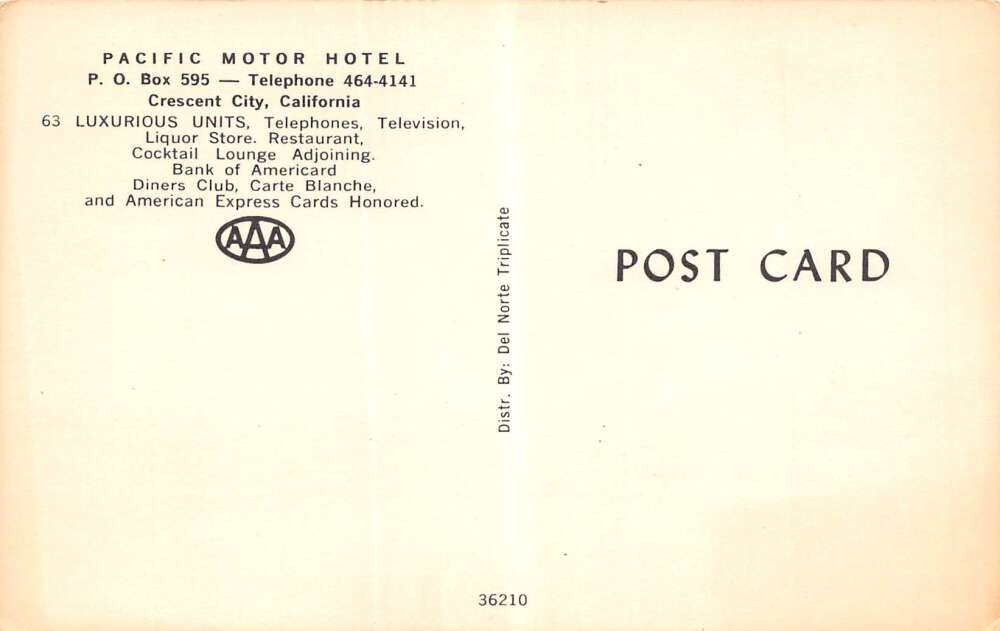 PACIFIC MOTOR HOTEL
P. O. Box 595 — Telephone 464-4141
Crescent City, California
63 LUXURIOUS UNITS, Telephones, Television,
Liquor Store. Restaurant,
Cocktail Lounge Adjoining.
Bank of Americard
Diners Club, Carte Blanche,
and American Express Cards Honored.
AAA
Distr. By: Del Norte Triplicate
POST CARD
36210